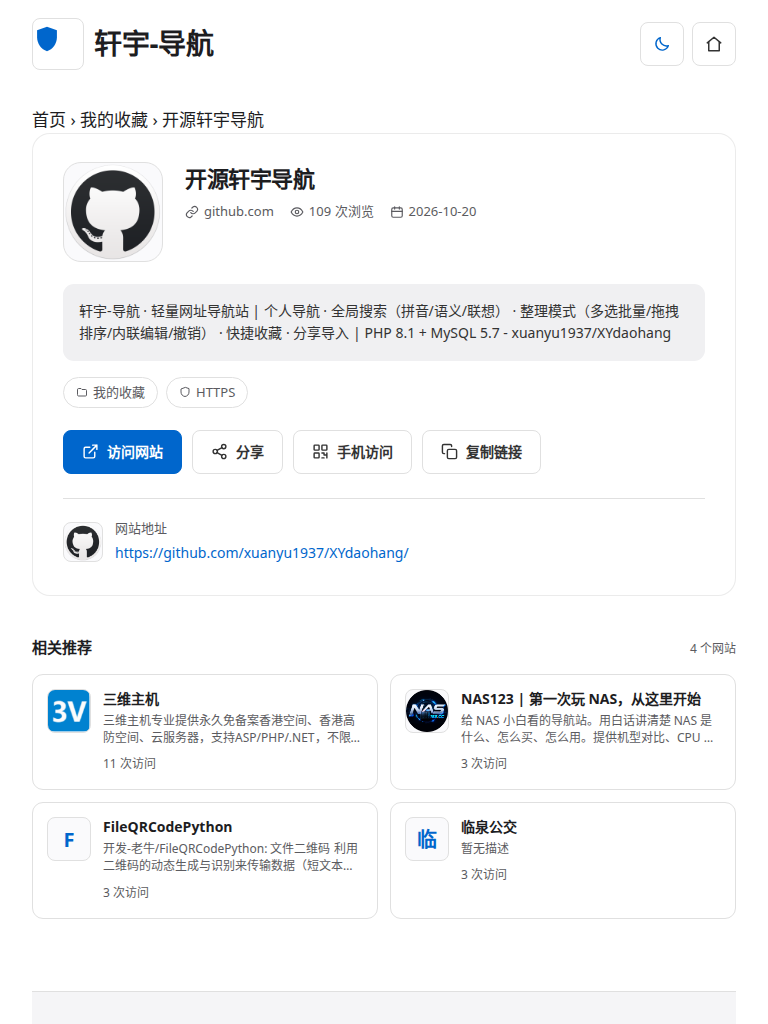 轩宇-导航
首页 › 我的收藏 › 开源轩宇导航
开源轩宇导航
github.com 109 次浏览 2026-10-20
轩宇-导航 · 轻量网址导航站 | 个人导航 · 全局搜索（拼音/语义/联想） · 整理模式（多选批量/拖拽
排序/内联编辑/撤销） · 快捷收藏 · 分享导入 | PHP 8.1 + MySQL 5.7 - xuanyu1937/XYdaohang
我的收藏 HTTPS
访问网站 分享 手机访问 复制链接
网站地址
https://github.com/xuanyu1937/XYdaohang/
相关推荐 4 个网站
3V
三维主机
三维主机专业提供永久免备案香港空间、香港高
防空间、云服务器，支持ASP/PHP/.NET，不限...
11 次访问
NAS
NAS123 | 第一次玩 NAS，从这里开始
给 NAS 小白看的导航站。用白话讲清楚 NAS 是
什么、怎么买、怎么用。提供机型对比、CPU ...
3 次访问
F
FileQRCodePython
开发-老牛/FileQRCodePython: 文件二维码 利用
二维码的动态生成与识别来传输数据（短文本...
3 次访问
临
临泉公交
暂无描述
3 次访问